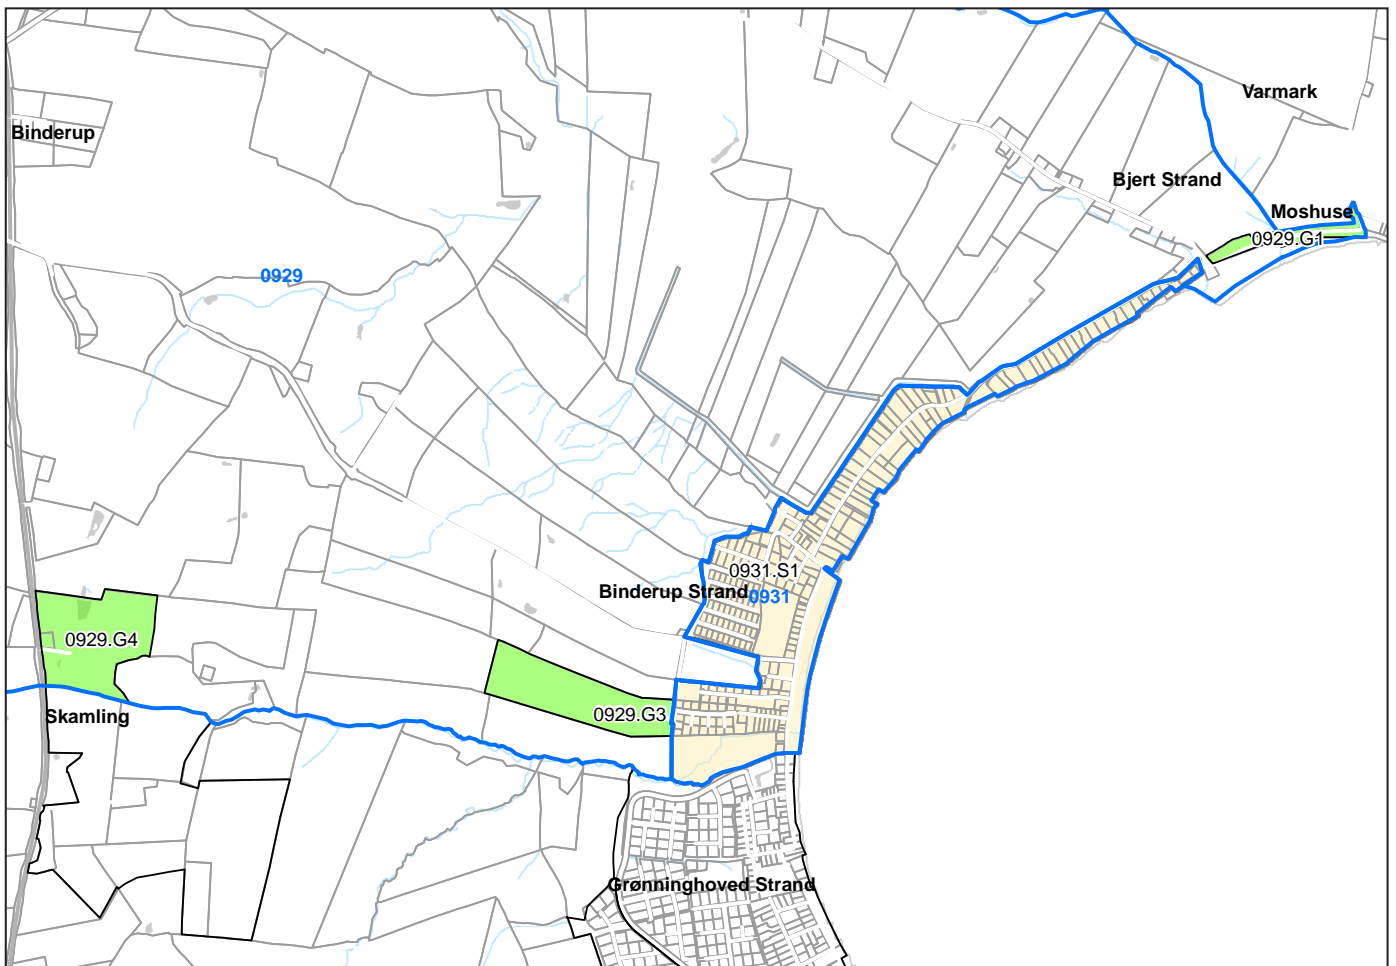 Varmark
Binderup
Bjert Strand
Moshuse
0929.G1
0929
0931.S1
Binderup Strand
0931
0929.G4
0929.G3
Skamling
Grønninghoved Strand